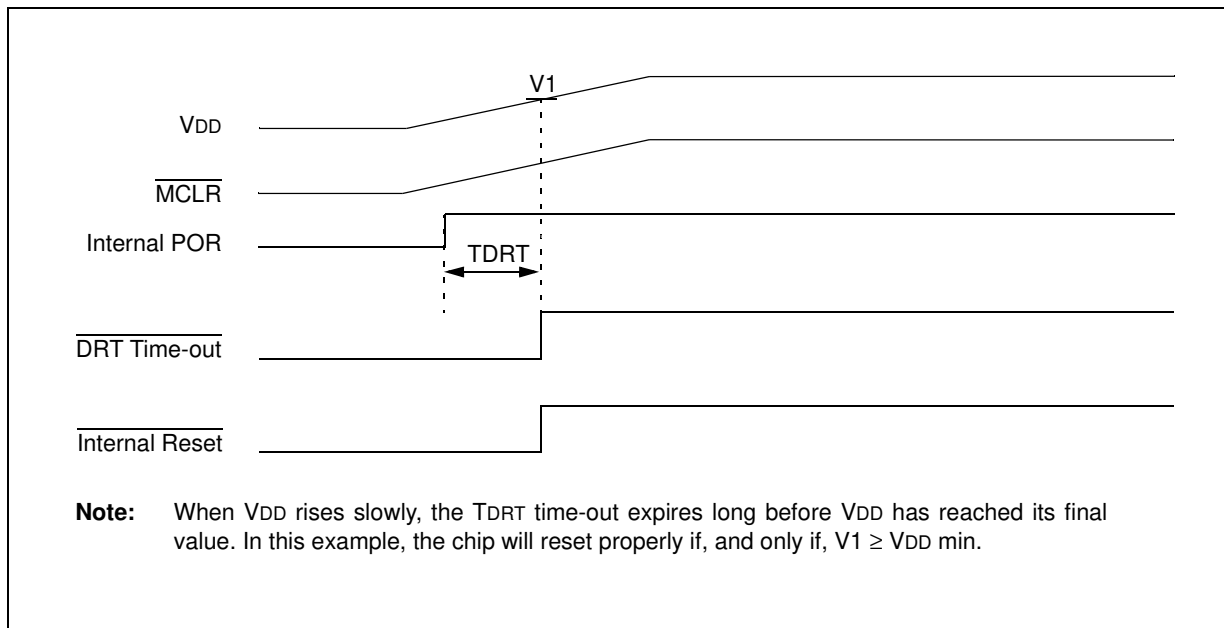 V1
VDD
MCLR
Internal POR
TDRT
DRT Time-out
Internal Reset
Note: When VDD rises slowly, the TDRT time-out expires long before VDD has reached its final
value. In this example, the chip will reset properly if, and only if, V1 ≥ VDD min.